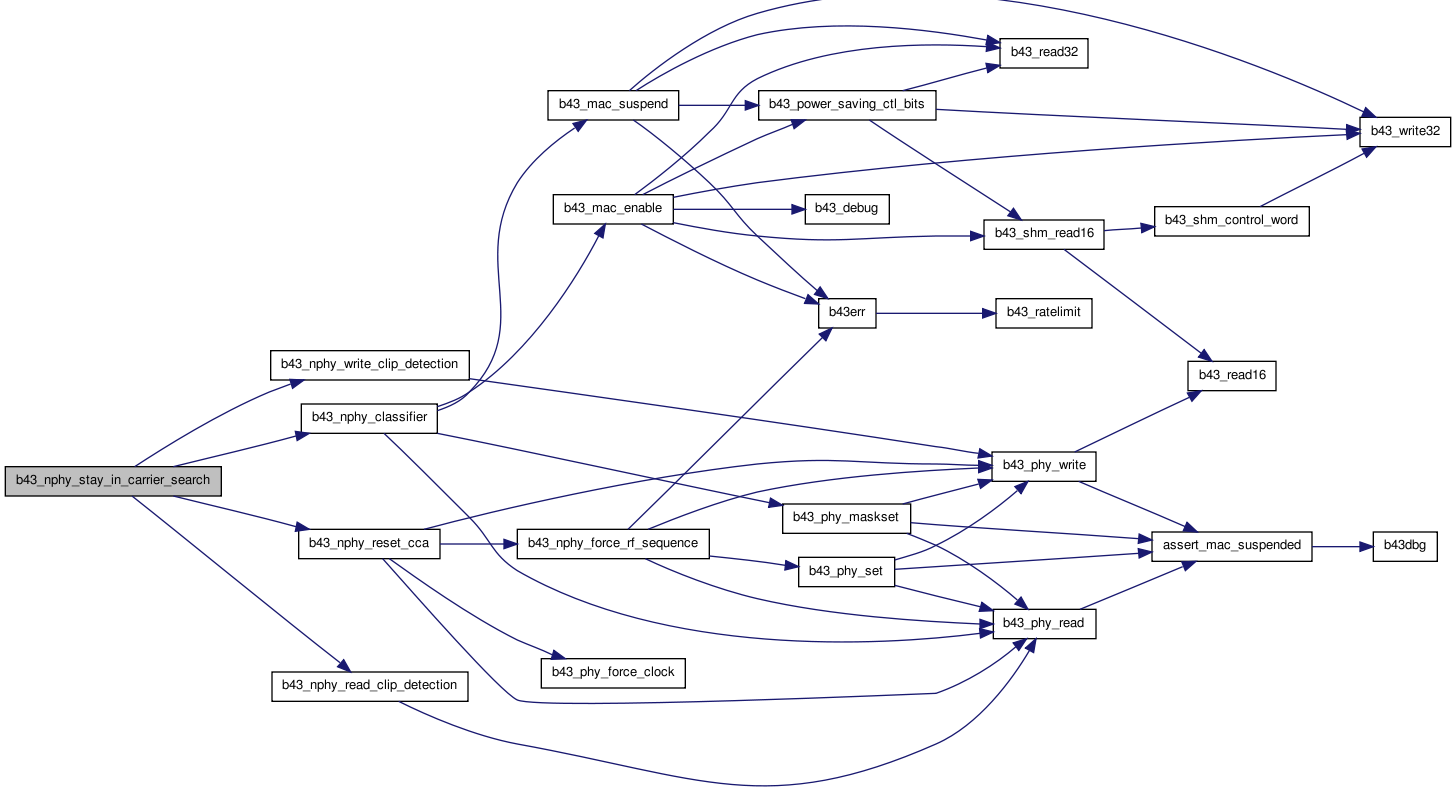 b43_read32
b43_mac_suspend
b43_power_saving_ctl_bits
b43_write32
b43_mac_enable
b43_debug
b43_shm_control_word
b43_shm_read16
b43err
b43_ratelimit
b43_nphy_write_clip_detection
b43_read16
b43_nphy_classifier
b43_phy_write
b43_nphy_stay_in_carrier_search
b43_phy_maskset
b43_nphy_reset_cca
b43_nphy_force_rf_sequence
assert_mac_suspended
b43dbg
b43_phy_set
b43_phy_read
b43_phy_force_clock
b43_nphy_read_clip_detection